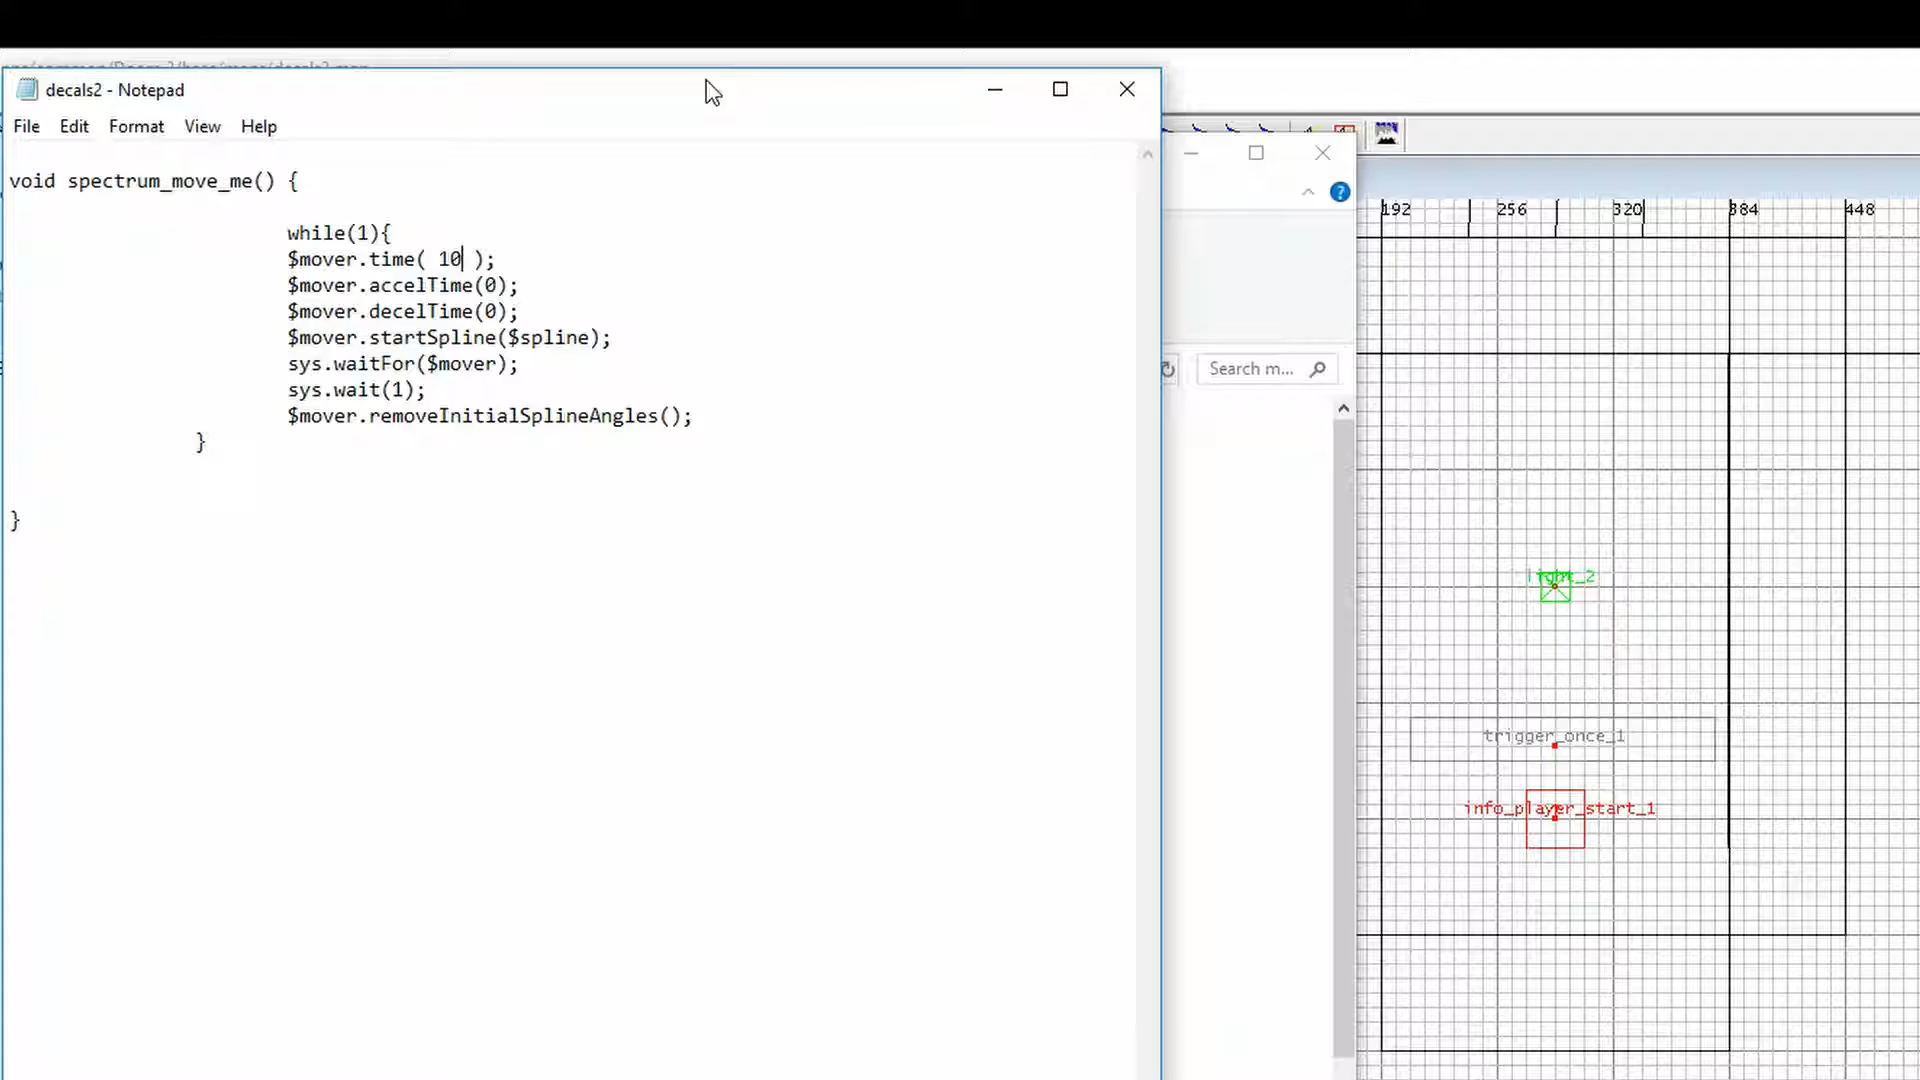 decals2 - Notepad
File Edit Format View Help
void spectrum_move_me() {
while(1){
$mover.time( 10 );
$mover.accelTime(0);
$mover.decelTime(0);
$mover.startSpline($spline);
sys.waitFor($mover);
sys.wait(1);
$mover.removeInitialSplineAngles();
}
}
?
Search m...
192 256 320 384 448
light_2
trigger_once_1
info_player_start_1